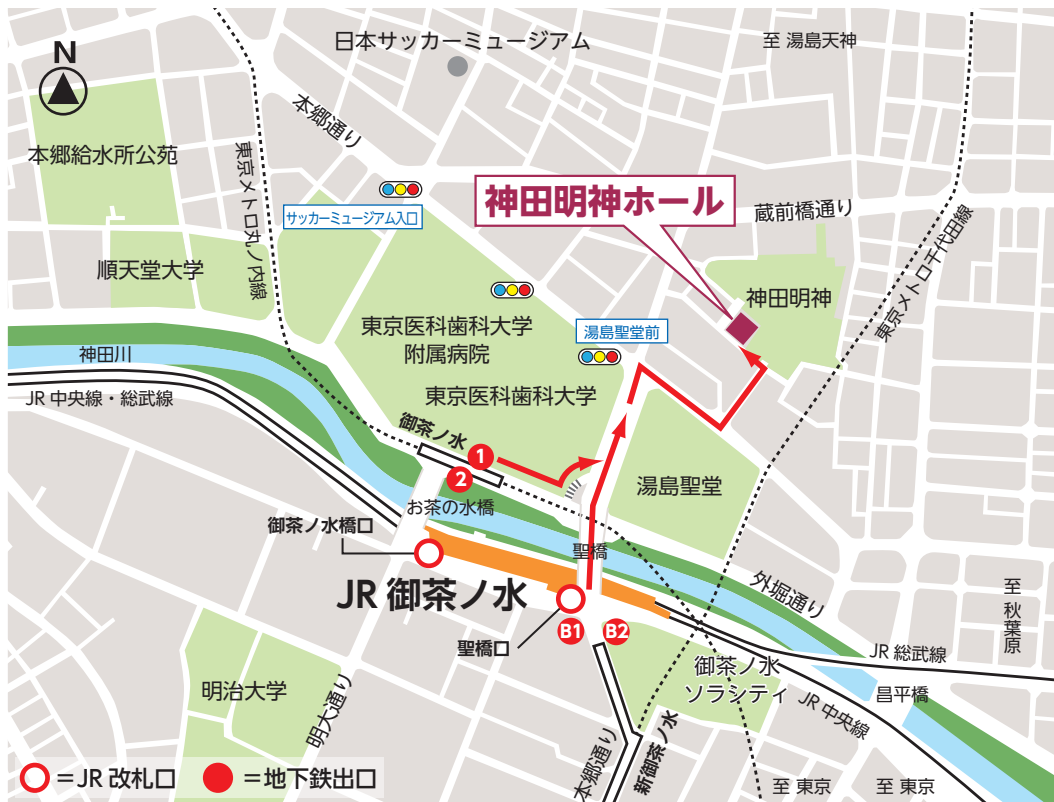 日本サッカーミュージアム
至 湯島天神
N
本郷通り
本郷給水所公苑
東京メトロ丸ノ内線
サッカーミュージアム入口
神田明神ホール
蔵前橋通り
東京メトロ千代田線
順天堂大学
神田明神
東京医科歯科大学
附属病院
湯島聖堂前
神田川
JR 中央線・総武線
東京医科歯科大学
御茶ノ水
1
2
湯島聖堂
お茶の水橋
御茶ノ水橋口
聖橋
JR 御茶ノ水
外堀通り
至 秋葉原
B1
B2
聖橋口
JR 総武線
御茶ノ水
ソラシティ
昌平橋
JR 中央線
明治大学
明大通り
本郷通り
新御茶ノ水
=JR 改札口
=地下鉄出口
至 東京
至 東京